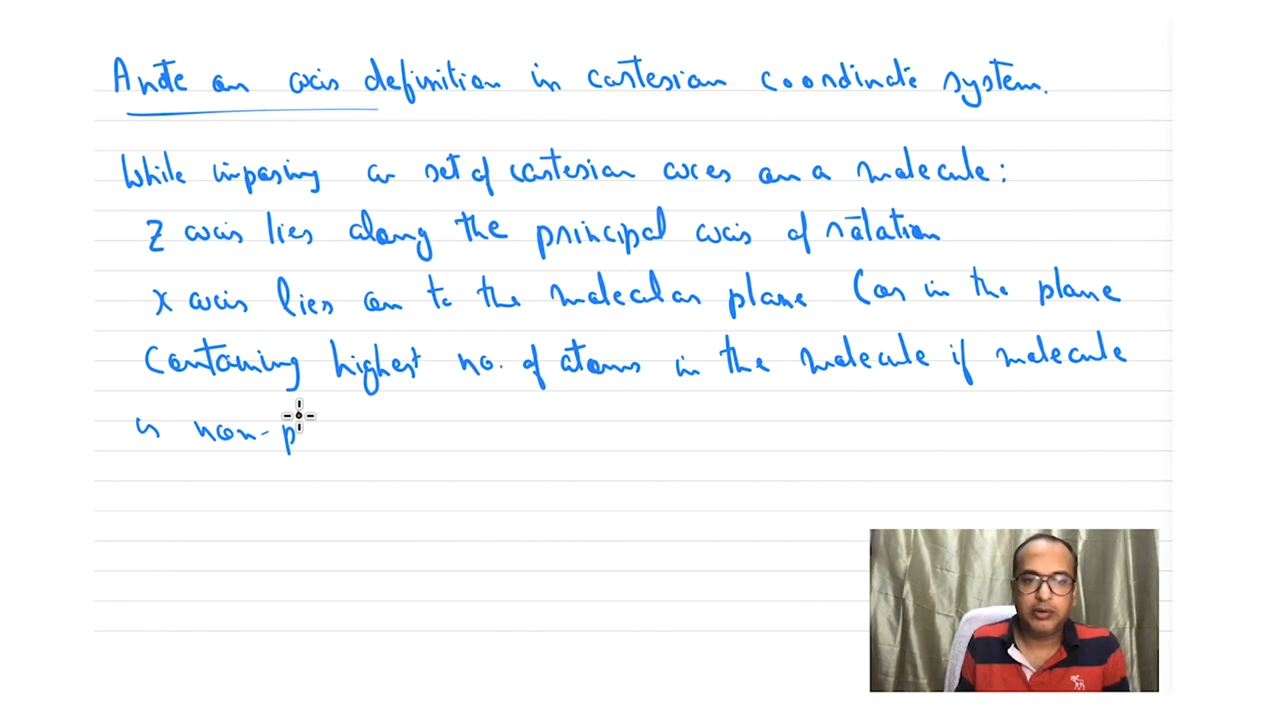 A note on axis definition in cartesian coordinate system.
While imposing a set of cartesian axes on a molecule:
Z axis lies along the principal axis of rotation
X axis lies on to the molecular plane (or in the plane
containing highest no. of atoms in the molecule if molecule
is non-p